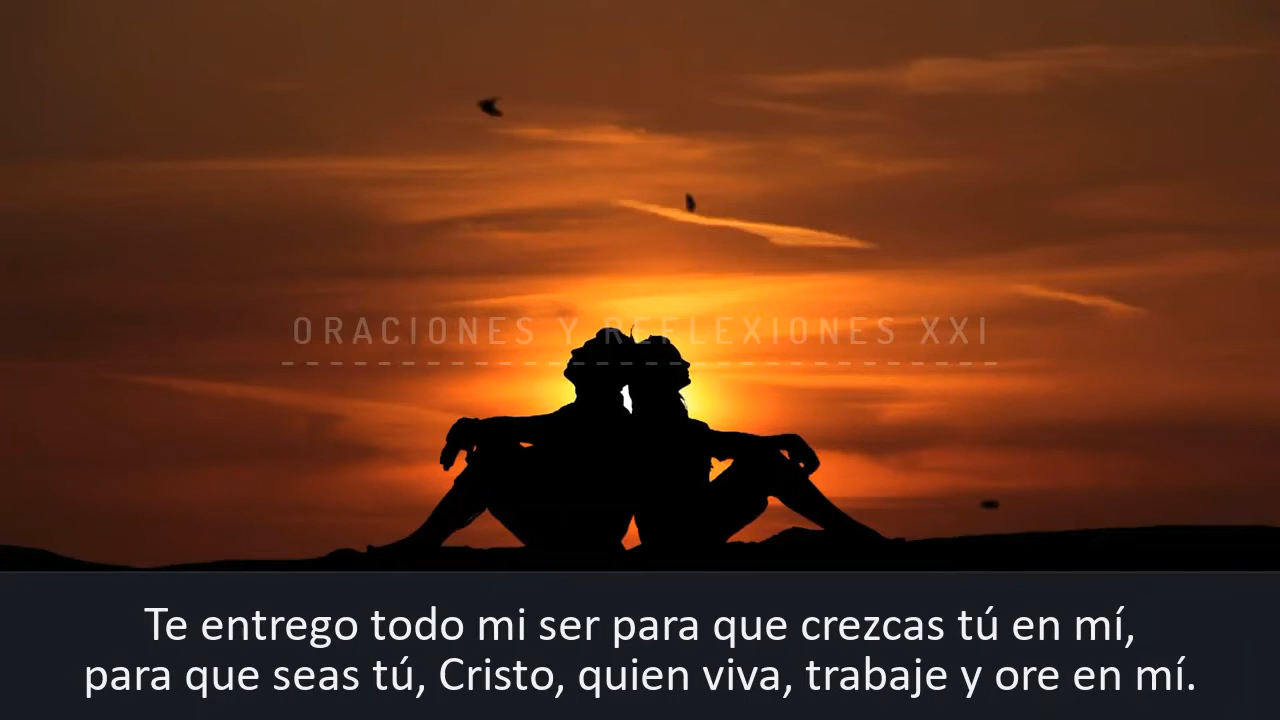 ORACIONES Y REFLEXIONES XXI
Te entrego todo mi ser para que crezcas tú en mí,
para que seas tú, Cristo, quien viva, trabaje y ore en mí.